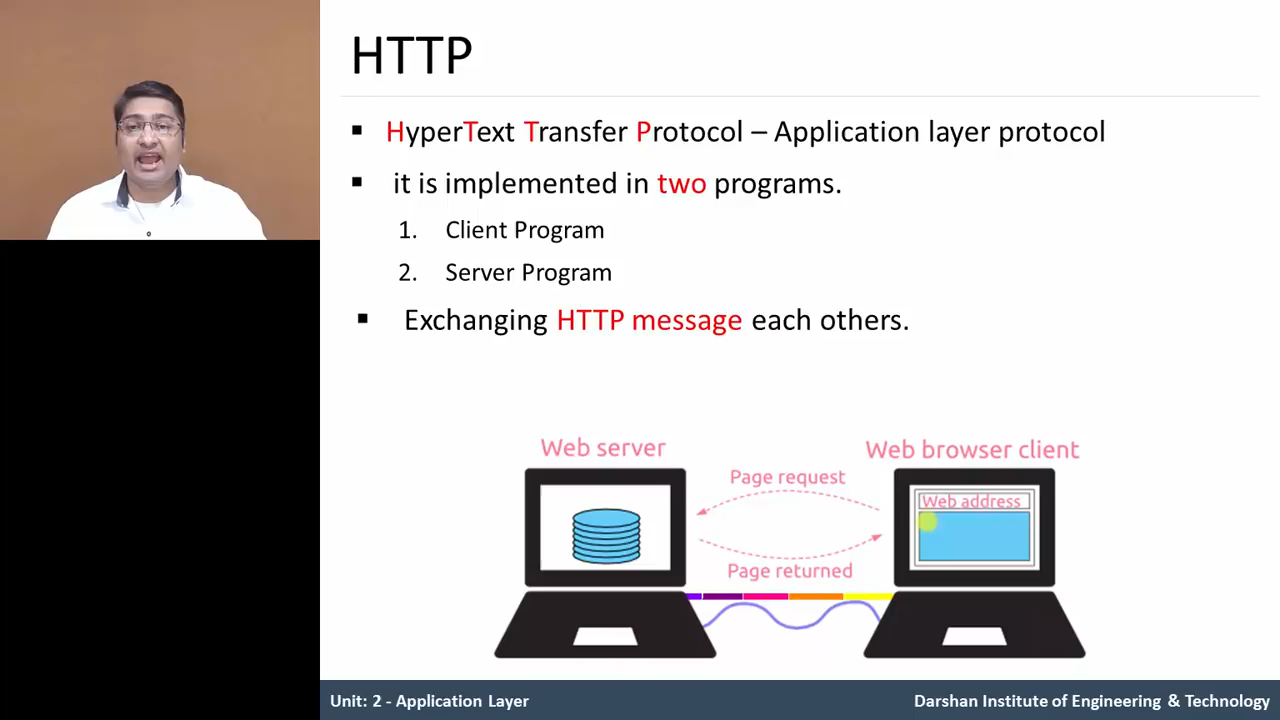 HTTP
▪ HyperText Transfer Protocol – Application layer protocol
▪ it is implemented in two programs.
1. Client Program
2. Server Program
▪ Exchanging HTTP message each others.
Web server
Web browser client
Page request
Web address
Page returned
Unit: 2 - Application Layer
Darshan Institute of Engineering & Technology